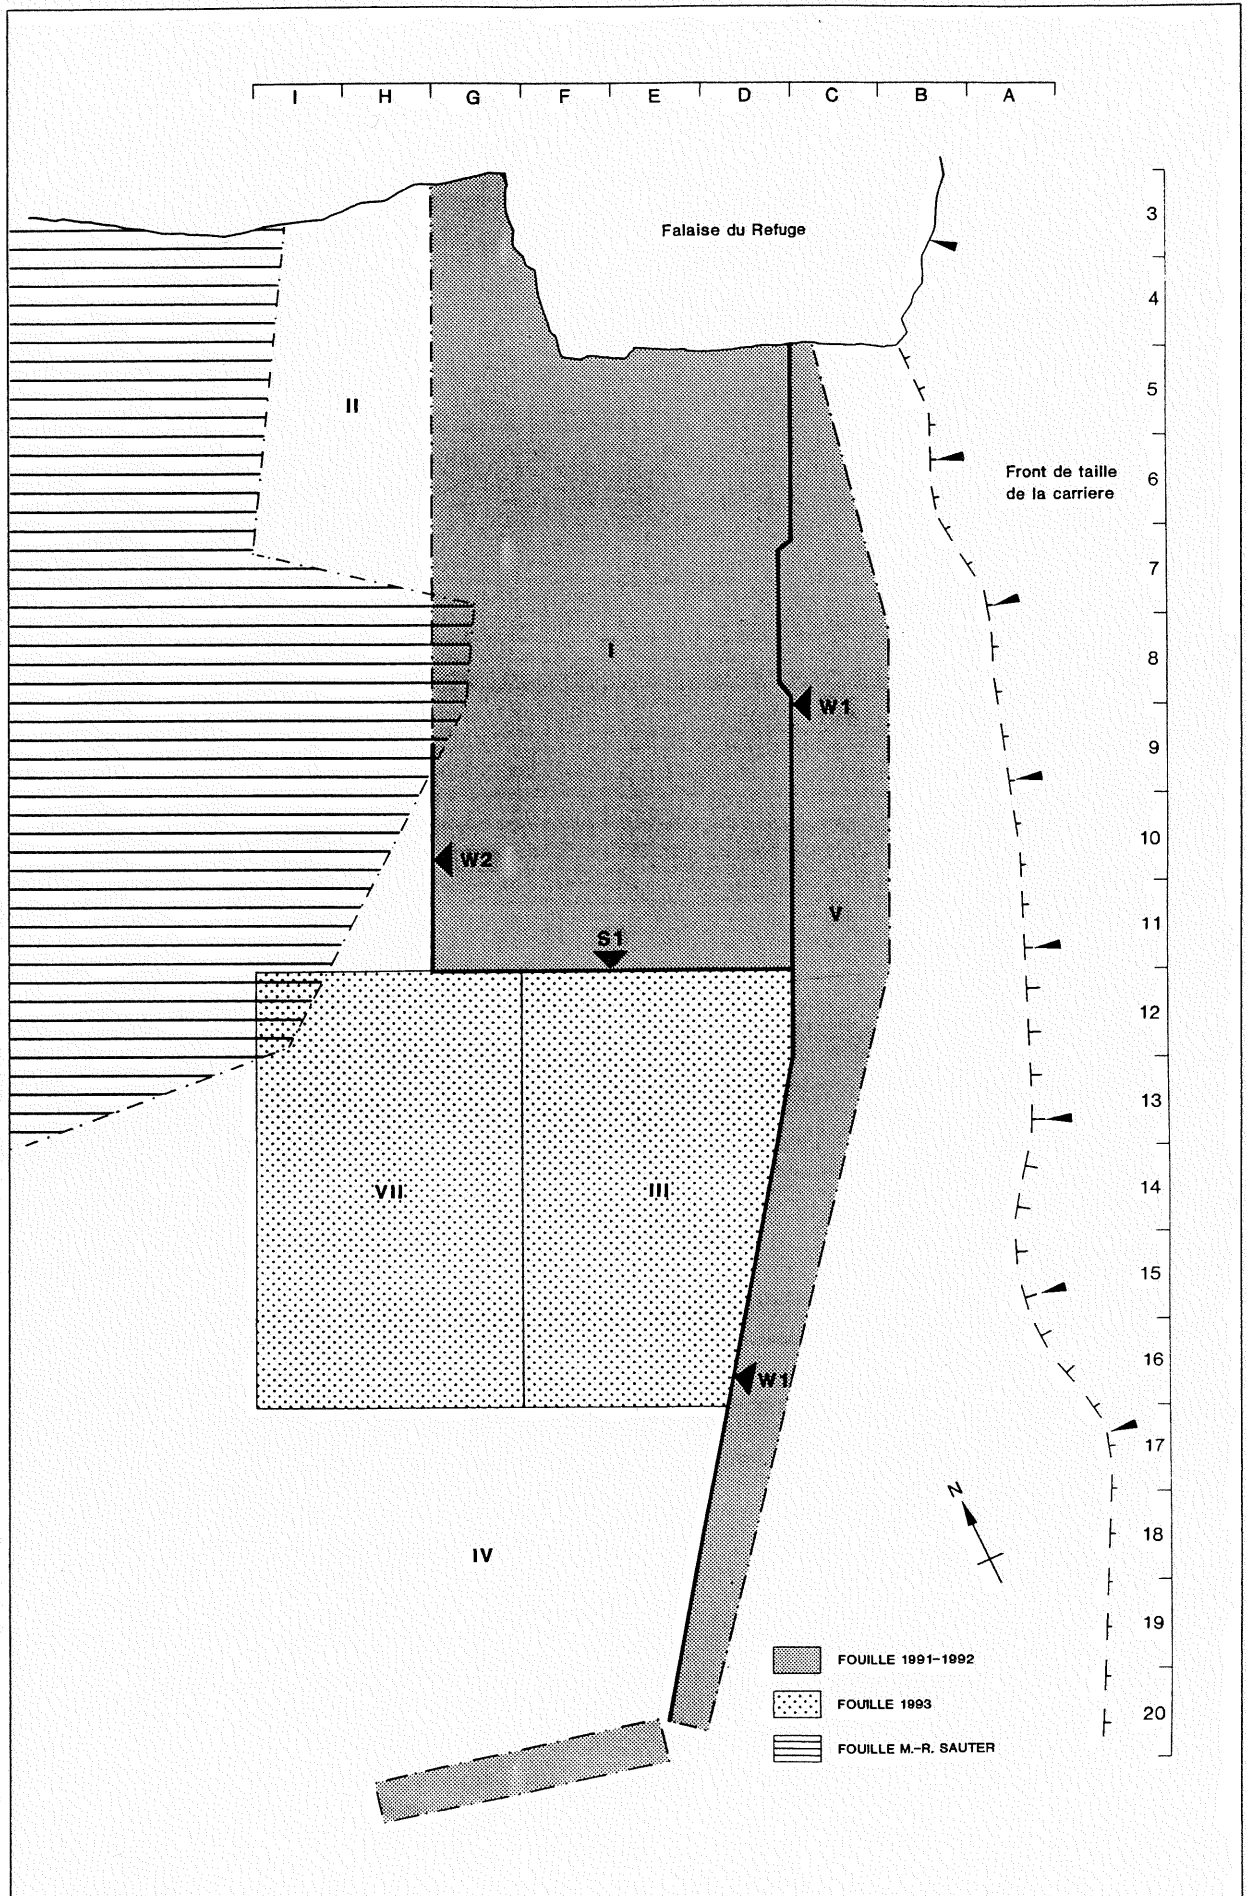 I H G F E D C B A
3
Falaise du Refuge
4
5
II
Front de taille
de la carriere
6
7
I
8
W1
9
10
W2
V
11
S1
12
13
VII
III
14
15
16
W1
17
N
18
IV
19
FOUILLE 1991-1992
FOUILLE 1993
20
FOUILLE M.-R. SAUTER